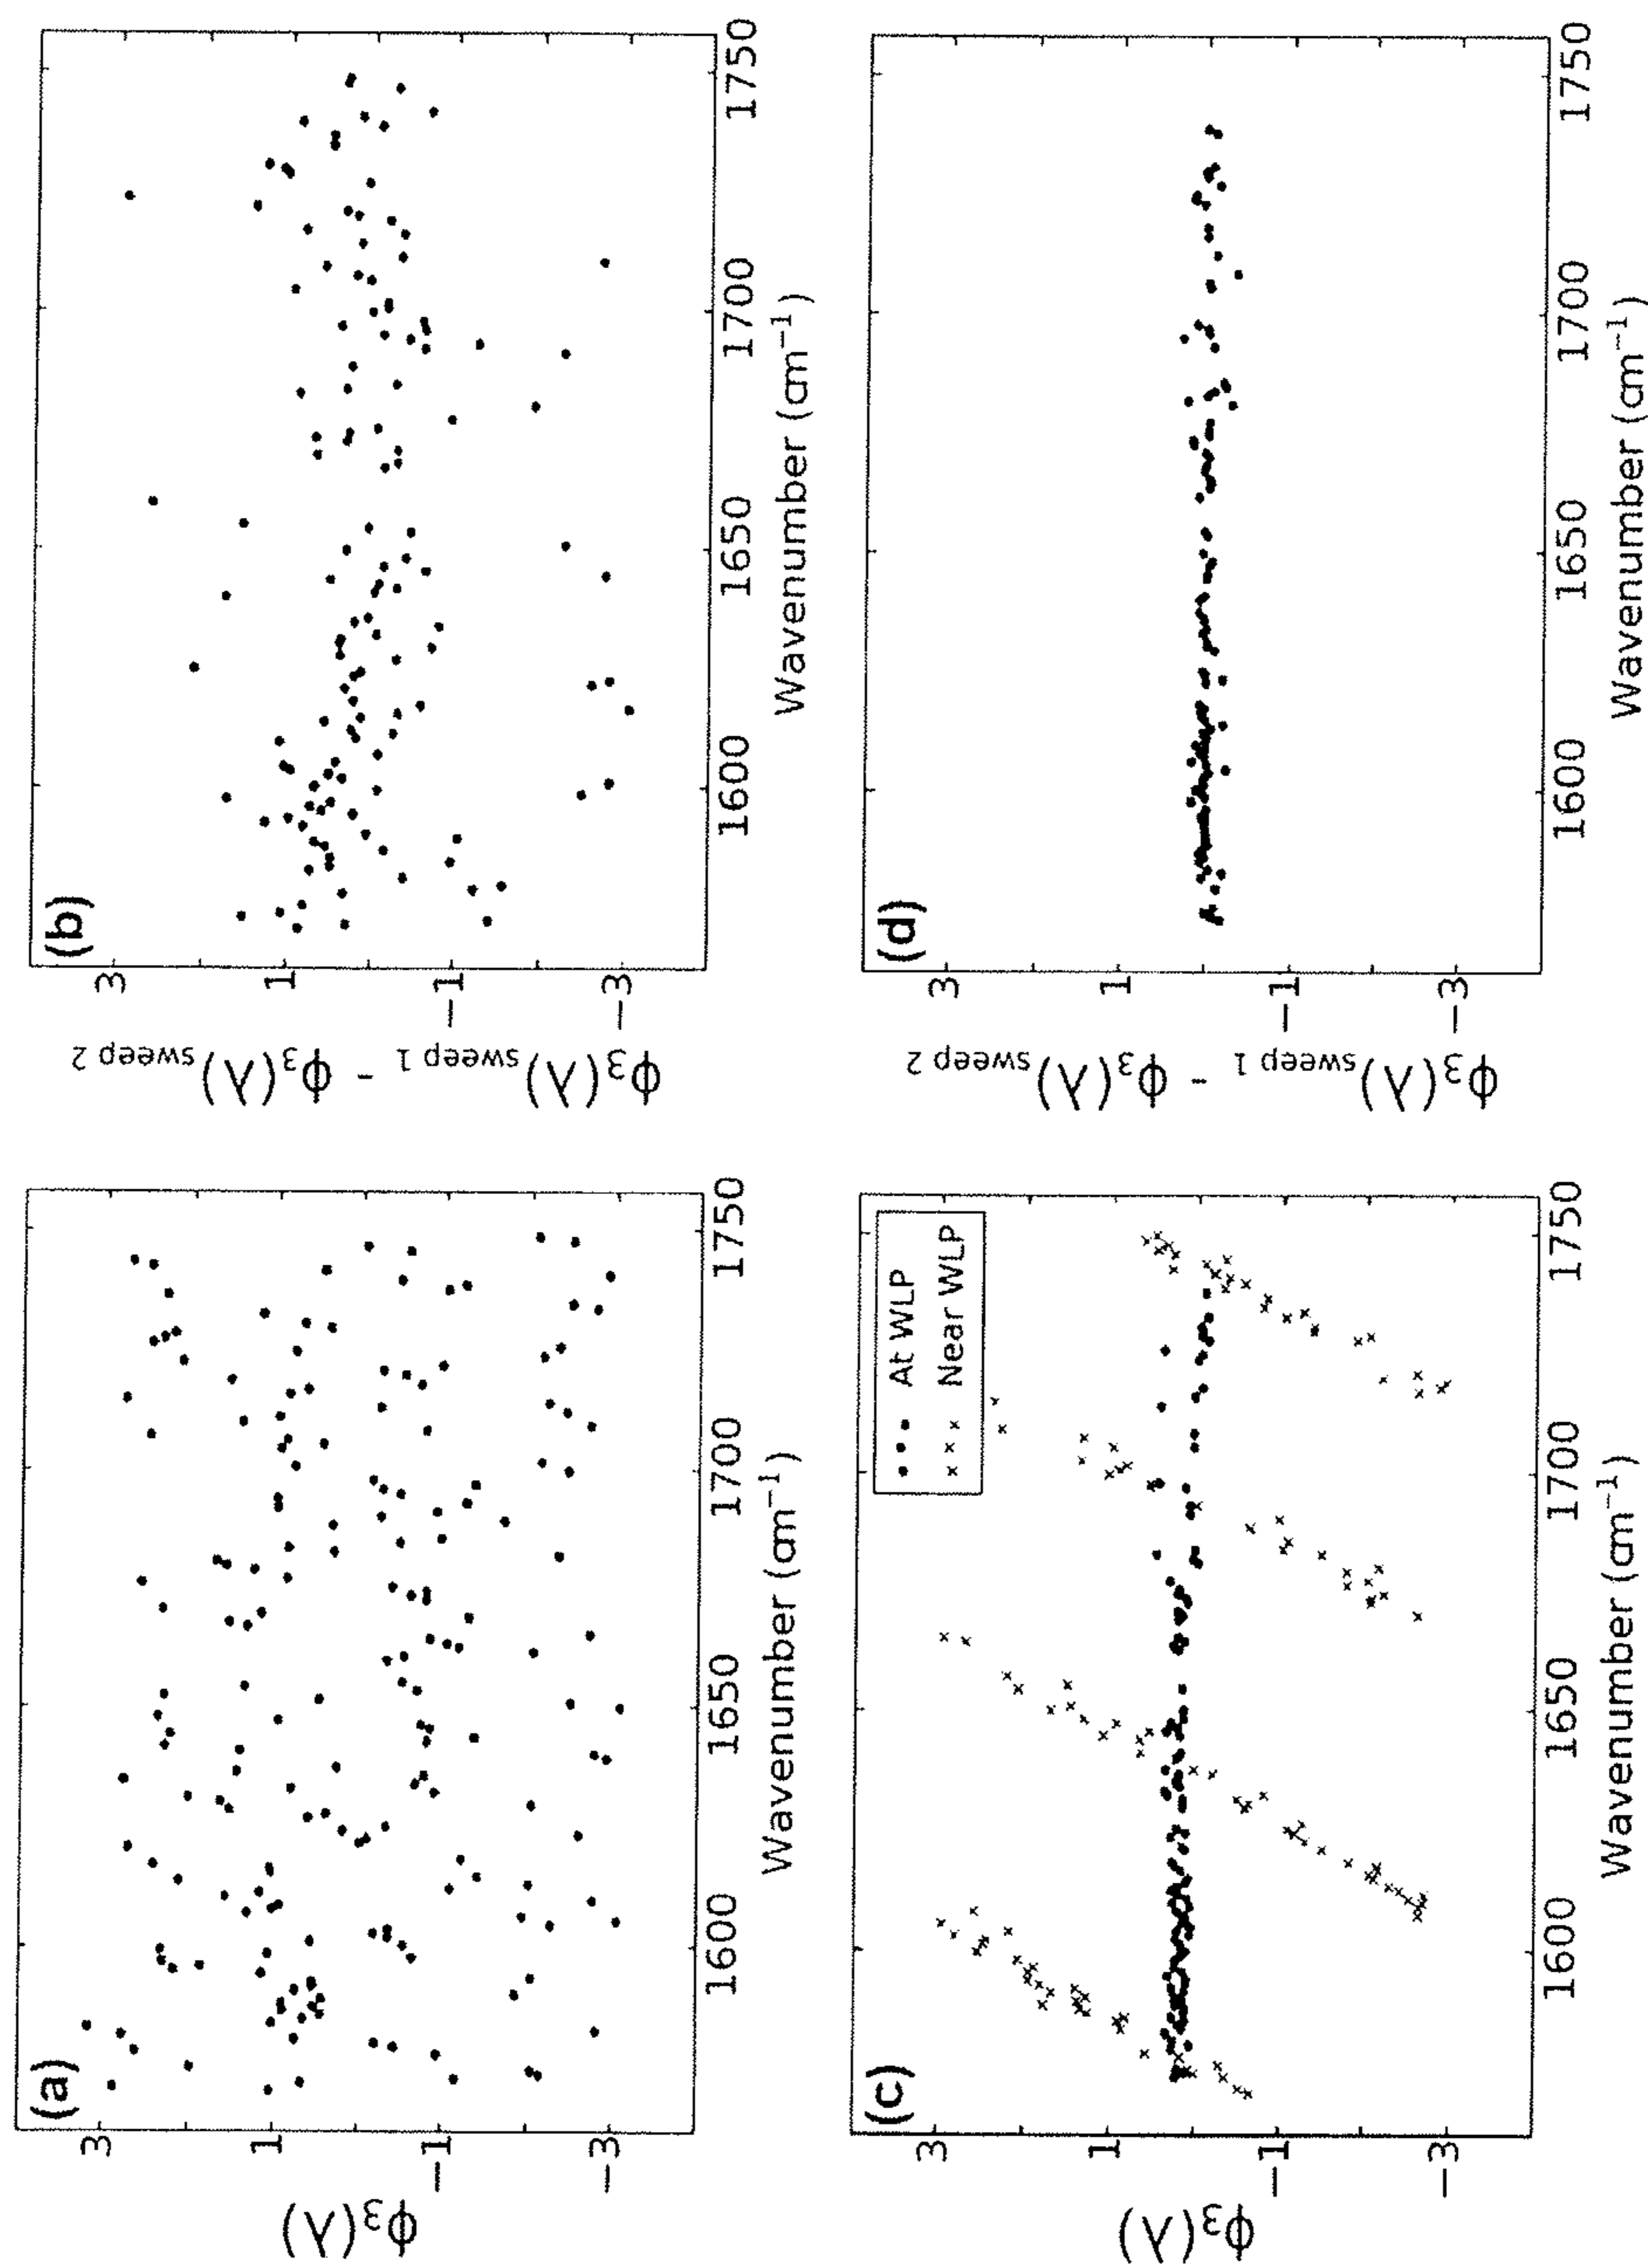 (a)
3
1
−1
−3
ϕ₃(λ)
1600
1650
1700
1750
Wavenumber (cm⁻¹)
(b)
3
1
−1
−3
ϕ₃(λ)sweep 1 - ϕ₃(λ)sweep 2
1600
1650
1700
1750
Wavenumber (cm⁻¹)
(c)
At WLP
Near WLP
3
1
−1
−3
ϕ₃(λ)
1600
1650
1700
1750
Wavenumber (cm⁻¹)
(d)
3
1
−1
−3
ϕ₃(λ)sweep 1 - ϕ₃(λ)sweep 2
1600
1650
1700
1750
Wavenumber (cm⁻¹)